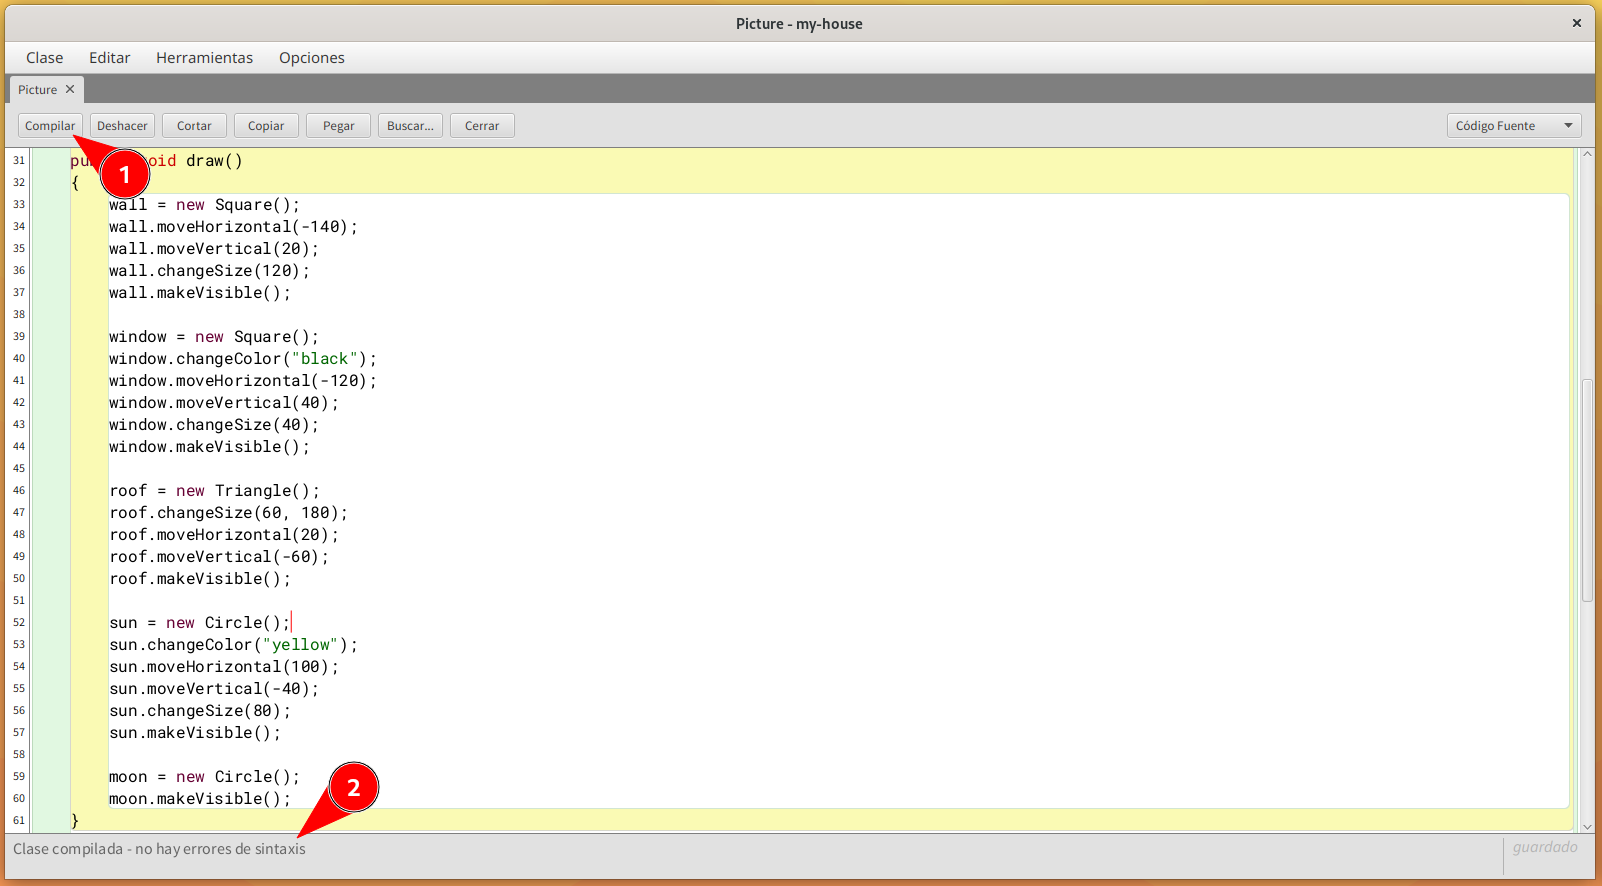 Picture - my-house ×
Clase Editar Herramientas Opciones
Picture ×
Compilar Deshacer Cortar Copiar Pegar Buscar... Cerrar Código Fuente
1
31 pu oid draw()
32 {
33 wall = new Square();
34 wall.moveHorizontal(-140);
35 wall.moveVertical(20);
36 wall.changeSize(120);
37 wall.makeVisible();
38
39 window = new Square();
40 window.changeColor("black");
41 window.moveHorizontal(-120);
42 window.moveVertical(40);
43 window.changeSize(40);
44 window.makeVisible();
45
46 roof = new Triangle();
47 roof.changeSize(60, 180);
48 roof.moveHorizontal(20);
49 roof.moveVertical(-60);
50 roof.makeVisible();
51
52 sun = new Circle();
53 sun.changeColor("yellow");
54 sun.moveHorizontal(100);
55 sun.moveVertical(-40);
56 sun.changeSize(80);
57 sun.makeVisible();
58
59 moon = new Circle();
2
60 moon.makeVisible();
61 }
Clase compilada - no hay errores de sintaxis guardado